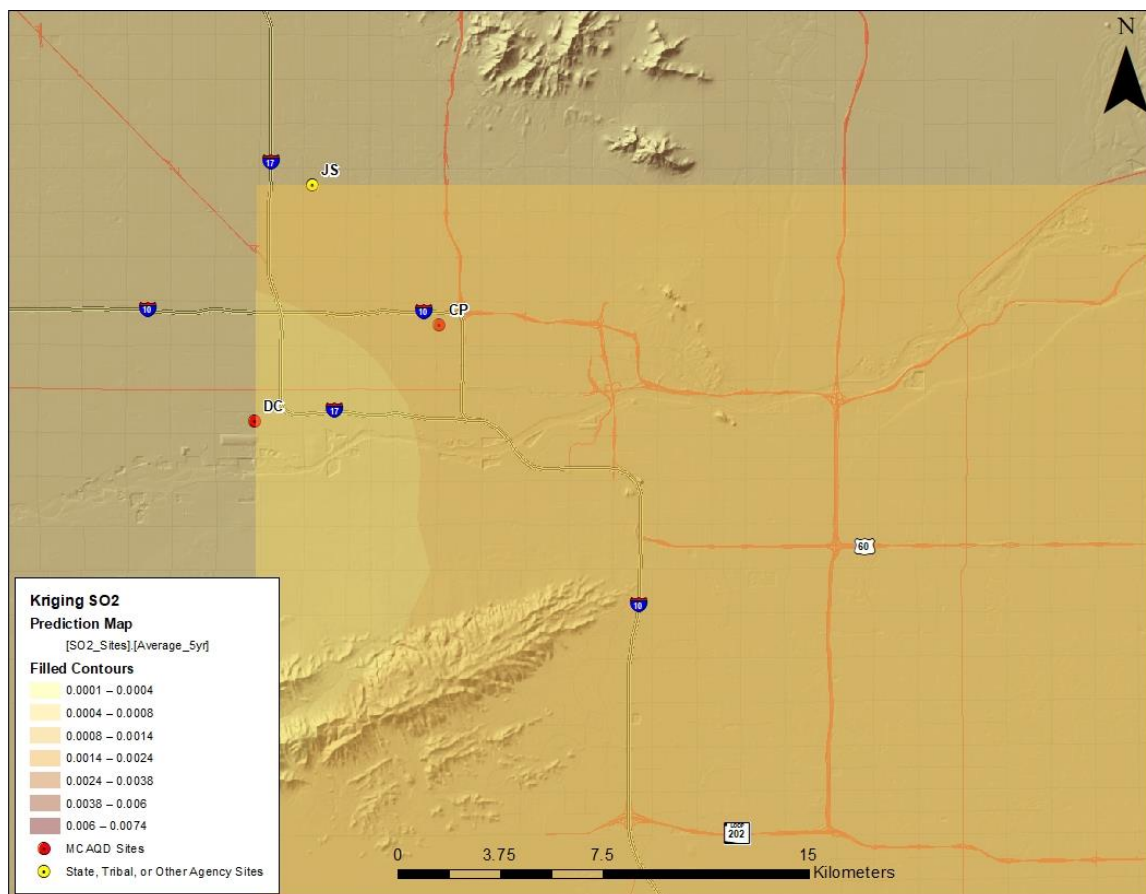 N
17
JS
10
10
CP
DC
17
60
10
LOOP
202
Kriging SO2
Prediction Map
[SO2_Sites].[Average_5yr]
Filled Contours
0.0001 – 0.0004
0.0004 – 0.0008
0.0008 – 0.0014
0.0014 – 0.0024
0.0024 – 0.0038
0.0038 – 0.006
0.006 – 0.0074
MCAQD Sites
State, Tribal, or Other Agency Sites
0 3.75 7.5 15
Kilometers